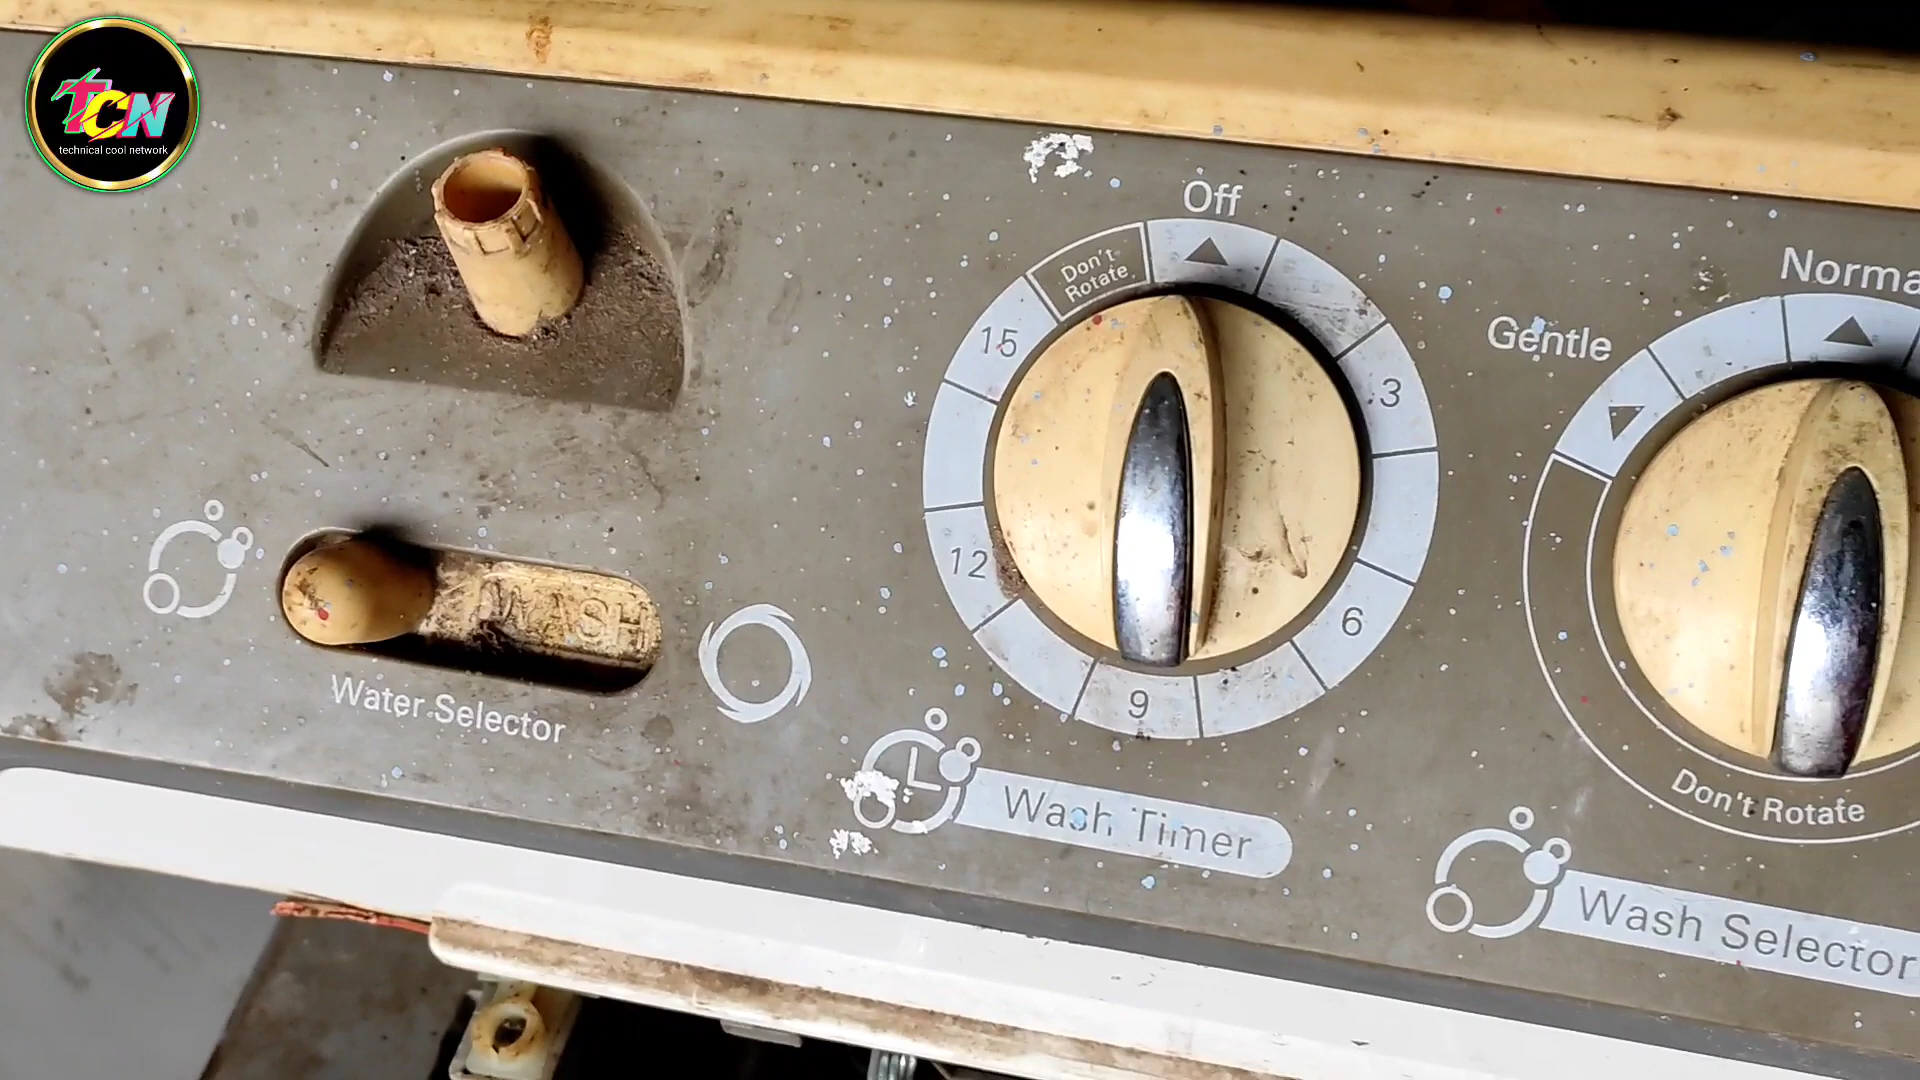 TCN
technical cool network
Off
Don't
Rotate
15
3
12
6
9
WASH
Water Selector
Wash Timer
Norma
Gentle
Don't Rotate
Wash Selector